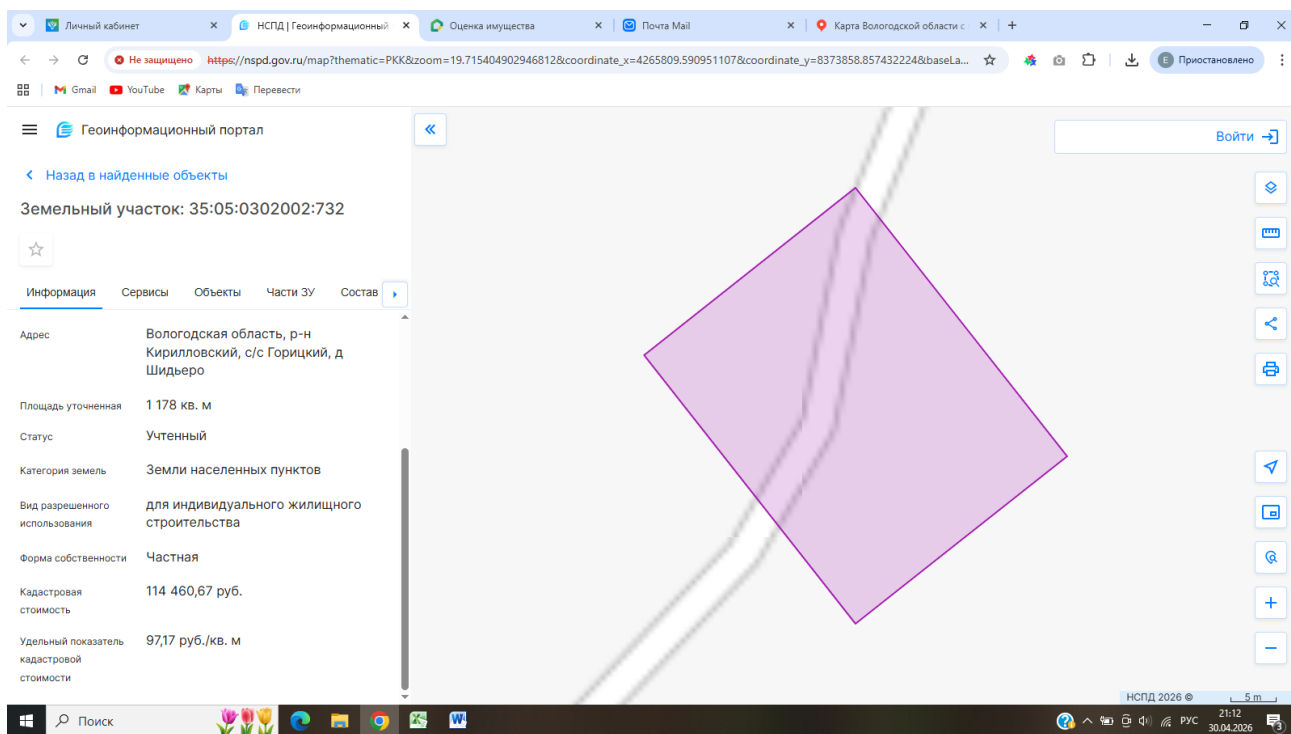 Личный кабинет
НСПД | Геоинформационный
Оценка имущества
Почта Mail
Карта Вологодской области с
Не защищено https://nspd.gov.ru/map?thematic=PKK&zoom=19.715404902946812&coordinate_x=4265809.590951107&coordinate_y=8373858.857432224&baseLa...
E Приостановлено
Gmail YouTube Карты Перевести
Геоинформационный портал
Войти
Назад в найденные объекты
Земельный участок: 35:05:0302002:732
Информация Сервисы Объекты Части ЗУ Состав
Адрес
Вологодская область, р-н
Кирилловский, с/с Горицкий, д
Шидьеро
Площадь уточненная 1 178 кв. м
Статус Учтенный
Категория земель Земли населенных пунктов
Вид разрешенного
использования
для индивидуального жилищного
строительства
Форма собственности Частная
Кадастровая
стоимость
114 460,67 руб.
Удельный показатель
кадастровой
стоимости
97,17 руб./кв. м
НСПД 2026 © 5 m
Поиск
РУС
21:12
30.04.2026
3